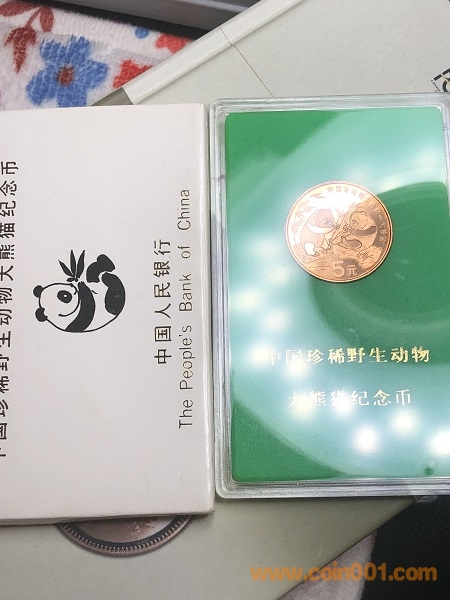 中国珍稀野生动物大熊猫纪念币
中国人民银行
The People's Bank of China
5元
中国珍稀野生动物
大熊猫纪念币
www.coin001.com